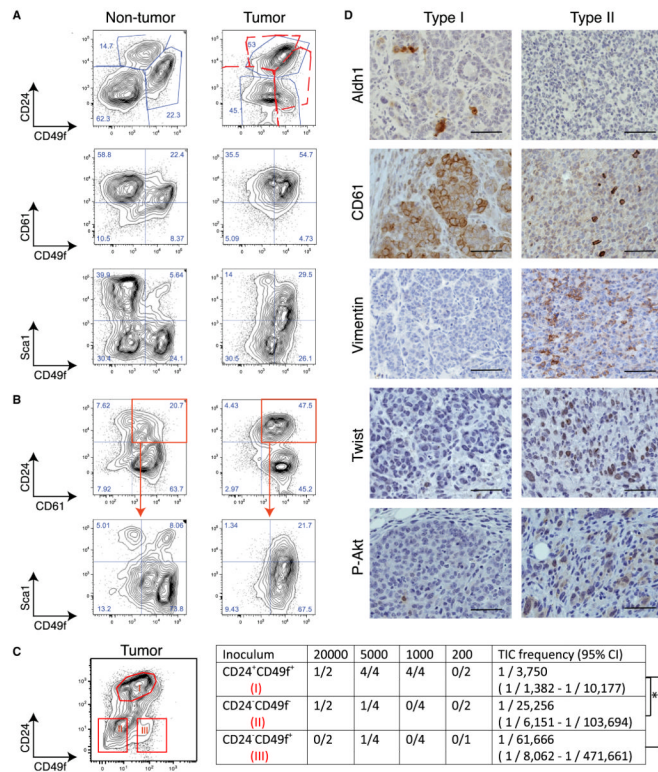 A
Non-tumor
Tumor
14.7
62.3
22.3
53
45.1
CD24
CD49f
58.8
22.4
10.5
8.37
35.5
54.7
5.09
4.73
CD61
CD49f
39.9
5.64
30.4
24.1
14
29.5
30.5
26.1
Sca1
CD49f
B
7.62
20.7
7.92
63.7
4.43
47.5
2.97
45.2
CD24
CD61
5.01
8.06
13.2
73.8
1.34
21.7
9.43
67.5
Sca1
CD49f
C
Tumor
III
CD24
CD49f
Inoculum 20000 5000 1000 200 TIC frequency (95% CI)
CD24⁺CD49f⁺ 1/2 4/4 4/4 0/2 1 / 3,750
(I) ( 1 / 1,382 - 1 / 10,177)
CD24⁻CD49f⁻ 1/2 1/4 0/4 0/2 1 / 25,256
(II) ( 1 / 6,151 - 1 / 103,694)
CD24⁻CD49f⁺ 0/2 1/4 0/4 0/1 1 / 61,666
(III) ( 1 / 8,062 - 1 / 471,661)
*
D
Type I
Type II
Aldh1
CD61
Vimentin
Twist
P-Akt